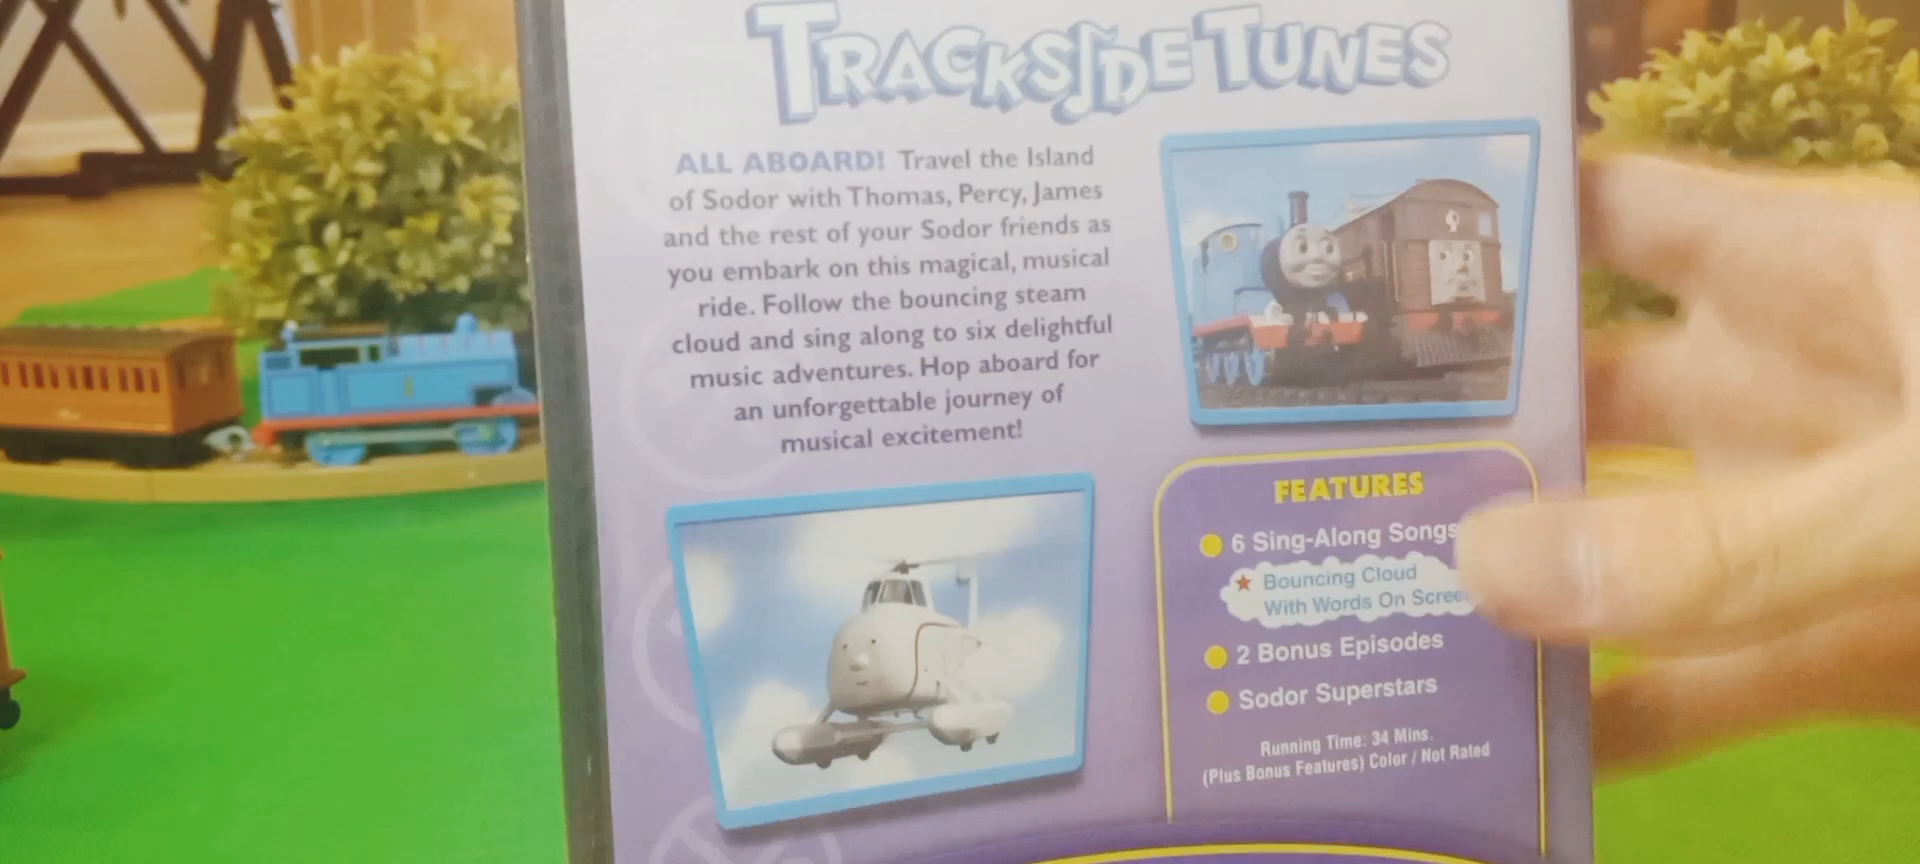 TRACKSIDE TUNES
ALL ABOARD! Travel the Island
of Sodor with Thomas, Percy, James
and the rest of your Sodor friends as
you embark on this magical, musical
ride. Follow the bouncing steam
cloud and sing along to six delightful
music adventures. Hop aboard for
an unforgettable journey of
musical excitement!
FEATURES
6 Sing-Along Songs
Bouncing Cloud
With Words On Scree
2 Bonus Episodes
Sodor Superstars
Running Time: 34 Mins.
(Plus Bonus Features) Color / Not Rated